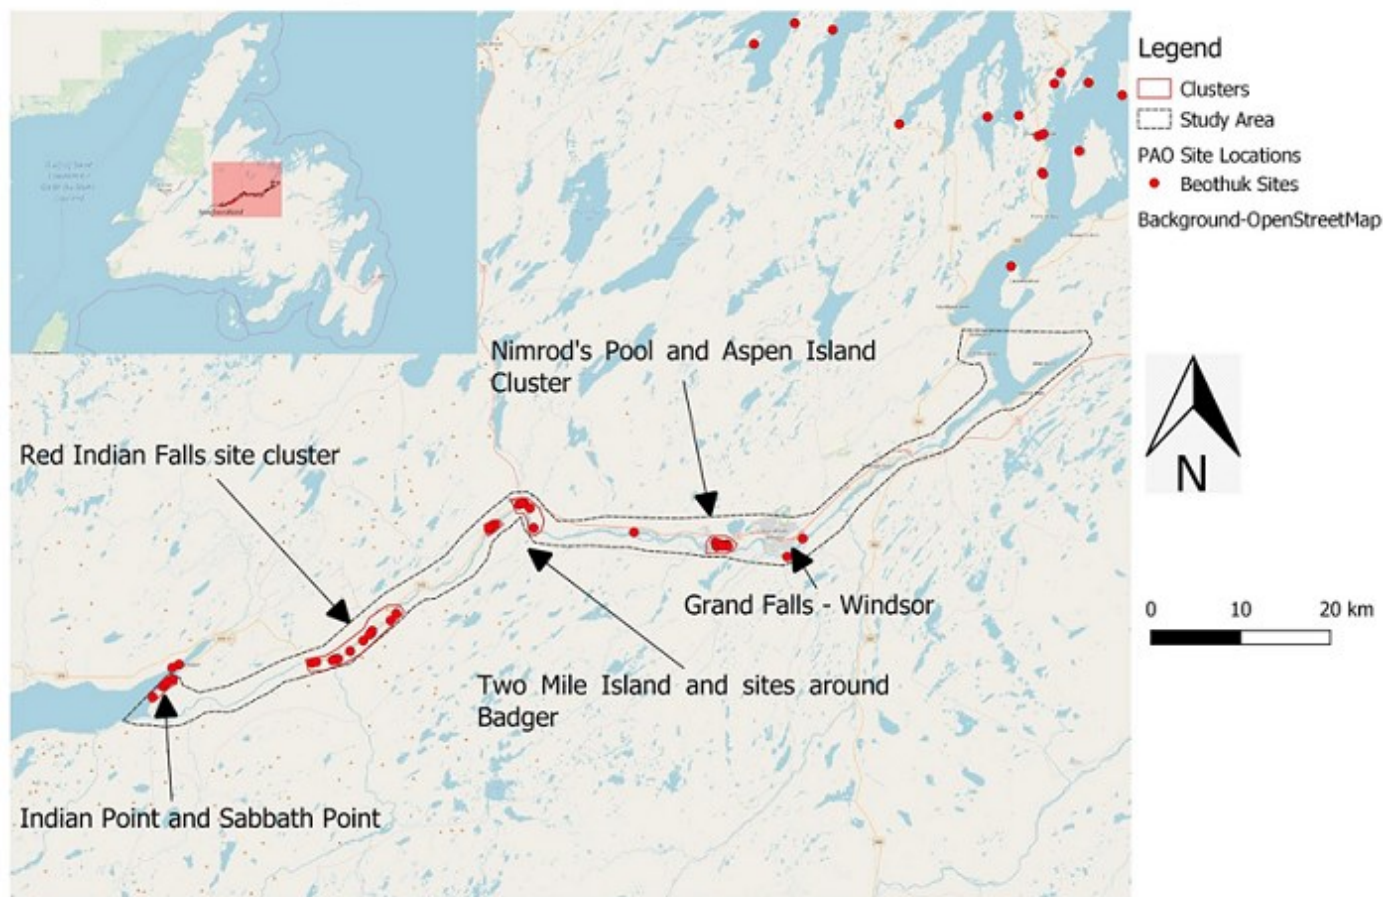 Legend
Clusters
Study Area
PAO Site Locations
Beothuk Sites
Background-OpenStreetMap
Nimrod's Pool and Aspen Island
Cluster
Red Indian Falls site cluster
N
Grand Falls - Windsor
0 10 20 km
Two Mile Island and sites around
Badger
Indian Point and Sabbath Point